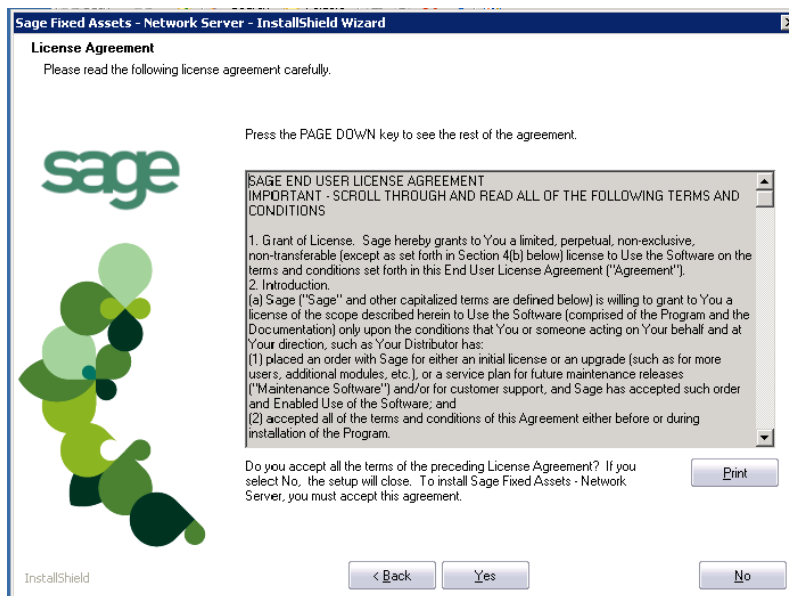 Sage Fixed Assets - Network Server - InstallShield Wizard
License Agreement
Please read the following license agreement carefully.
sage
Press the PAGE DOWN key to see the rest of the agreement.
SAGE END USER LICENSE AGREEMENT
IMPORTANT - SCROLL THROUGH AND READ ALL OF THE FOLLOWING TERMS AND
CONDITIONS
1. Grant of License. Sage hereby grants to You a limited, perpetual, non-exclusive,
non-transferable (except as set forth in Section 4(b) below) license to Use the Software on the
terms and conditions set forth in this End User License Agreement ("Agreement").
2. Introduction.
(a) Sage ("Sage" and other capitalized terms are defined below) is willing to grant to You a
license of the scope described herein to Use the Software (comprised of the Program and the
Documentation) only upon the conditions that You or someone acting on Your behalf and at
Your direction, such as Your Distributor has:
(1) placed an order with Sage for either an initial license or an upgrade (such as for more
users, additional modules, etc.), or a service plan for future maintenance releases
("Maintenance Software") and/or for customer support, and Sage has accepted such order
and Enabled Use of the Software; and
(2) accepted all of the terms and conditions of this Agreement either before or during
installation of the Program.
Do you accept all the terms of the preceding License Agreement? If you
select No, the setup will close. To install Sage Fixed Assets - Network
Server, you must accept this agreement.
Print
InstallShield
< Back
Yes
No